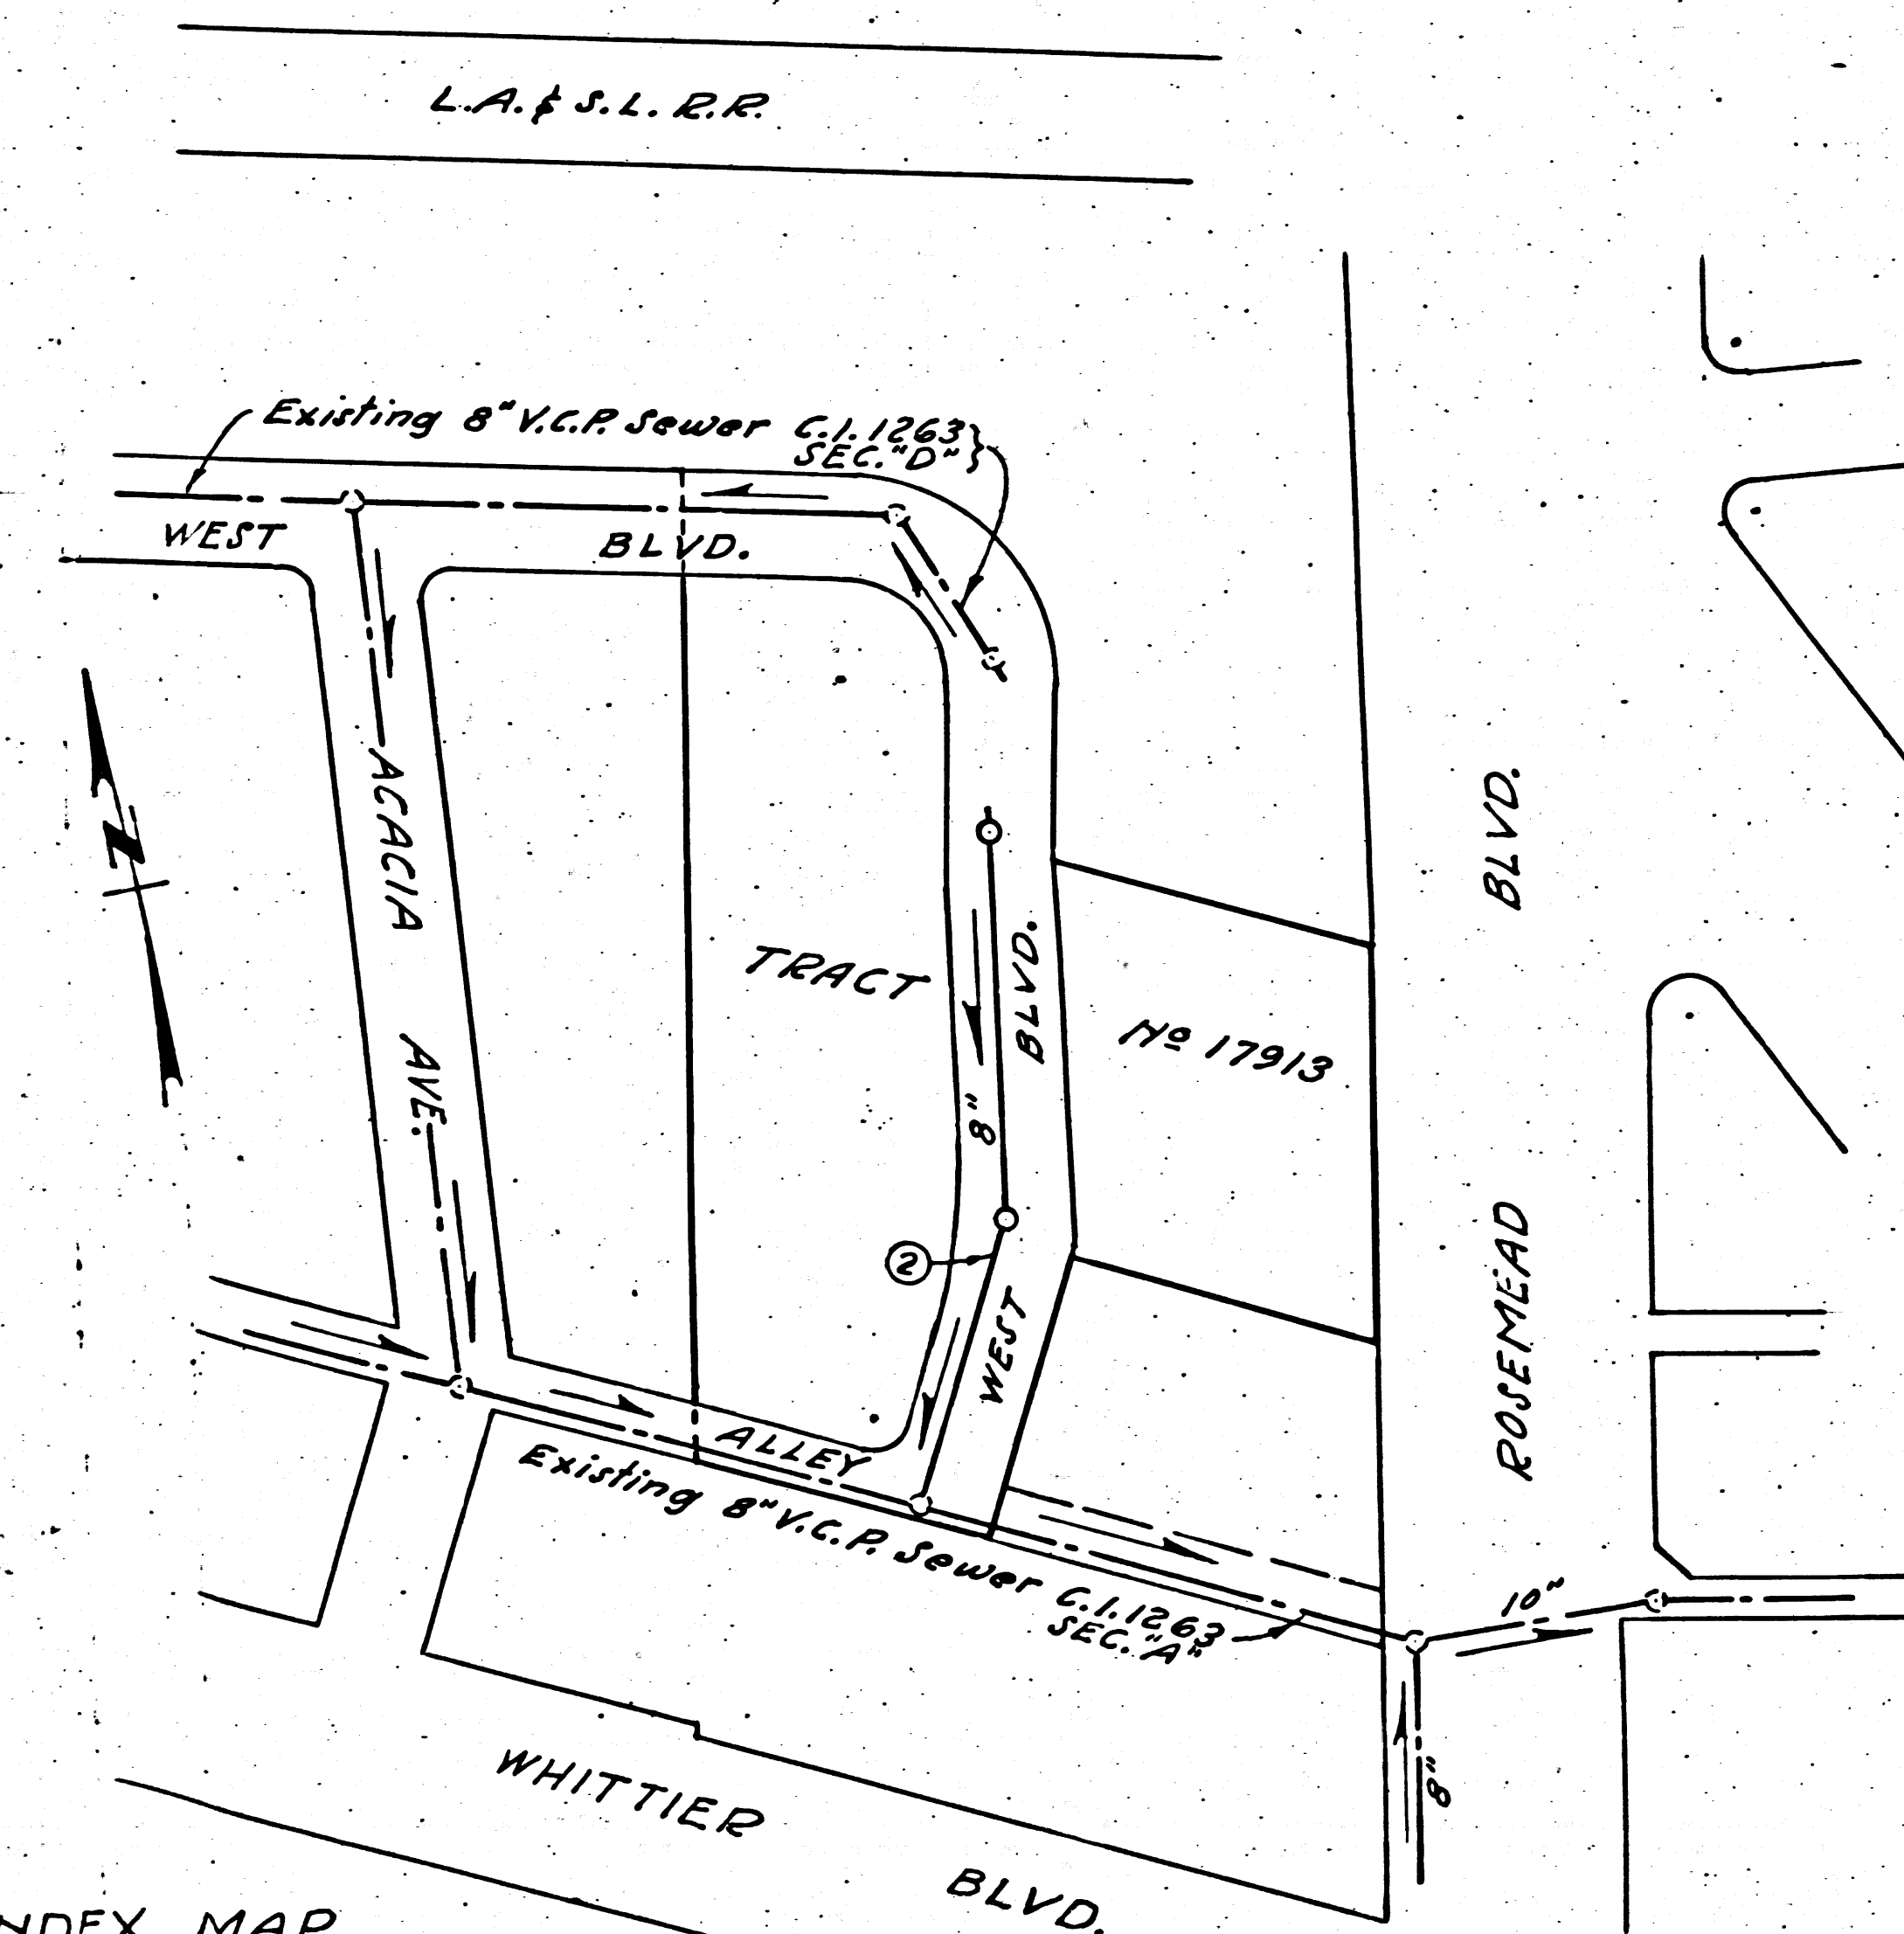 L.A. & S.L. R.R.
Existing 8" V.C.P. Sewer C.I. 1263
SEC. "D"
WEST BLVD.
N
ACACIA AVE.
TRACT
Nº 17913
WEST BLVD.
8"
2
ROSEMEAD BLVD.
ALLEY
Existing 8" V.C.P. Sewer C.I. 1263
SEC. "A"
10"
8"
WHITTIER BLVD.
NDEX MAP